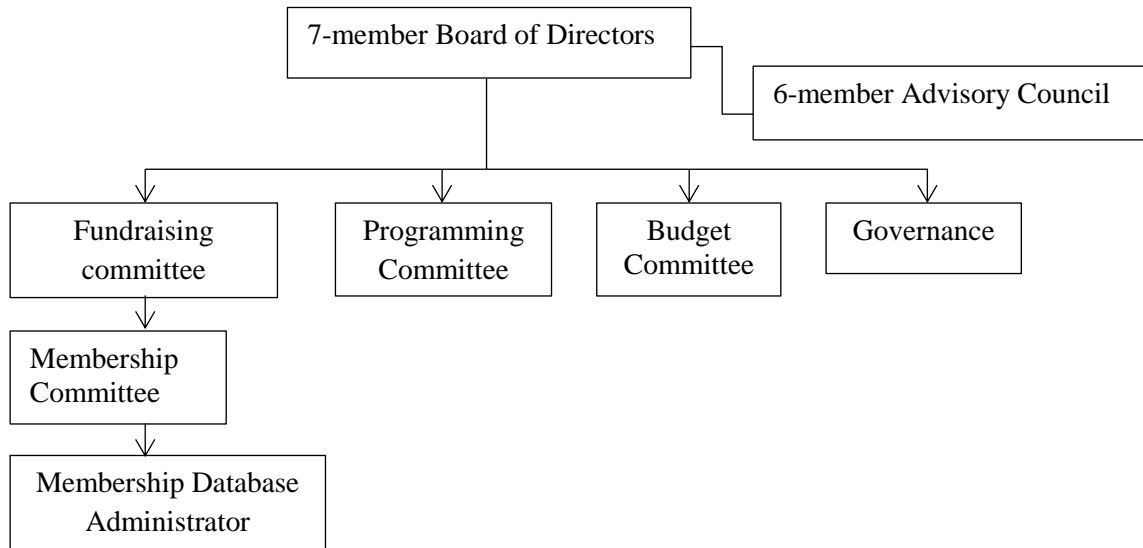 7-member Board of Directors
6-member Advisory Council
Fundraising
committee
Programming
Committee
Budget
Committee
Governance
Membership
Committee
Membership Database
Administrator